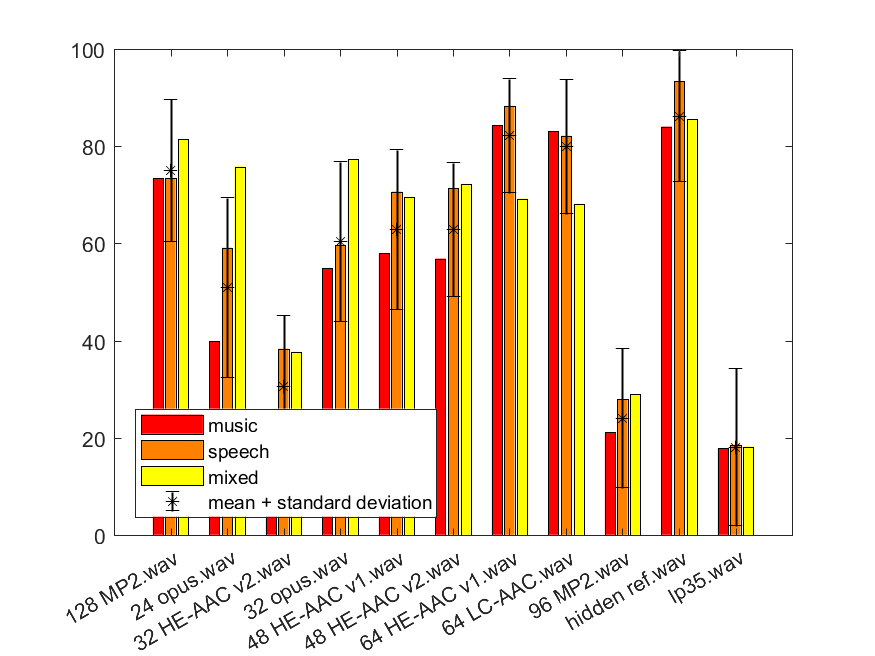 100
80
60
40
20
0
music
speech
mixed
mean + standard deviation
128 MP2.wav
24 opus.wav
32 HE-AAC v2.wav
32 opus.wav
48 HE-AAC v1.wav
48 HE-AAC v2.wav
64 HE-AAC v1.wav
64 LC-AAC.wav
96 MP2.wav
hidden ref.wav
lp35.wav